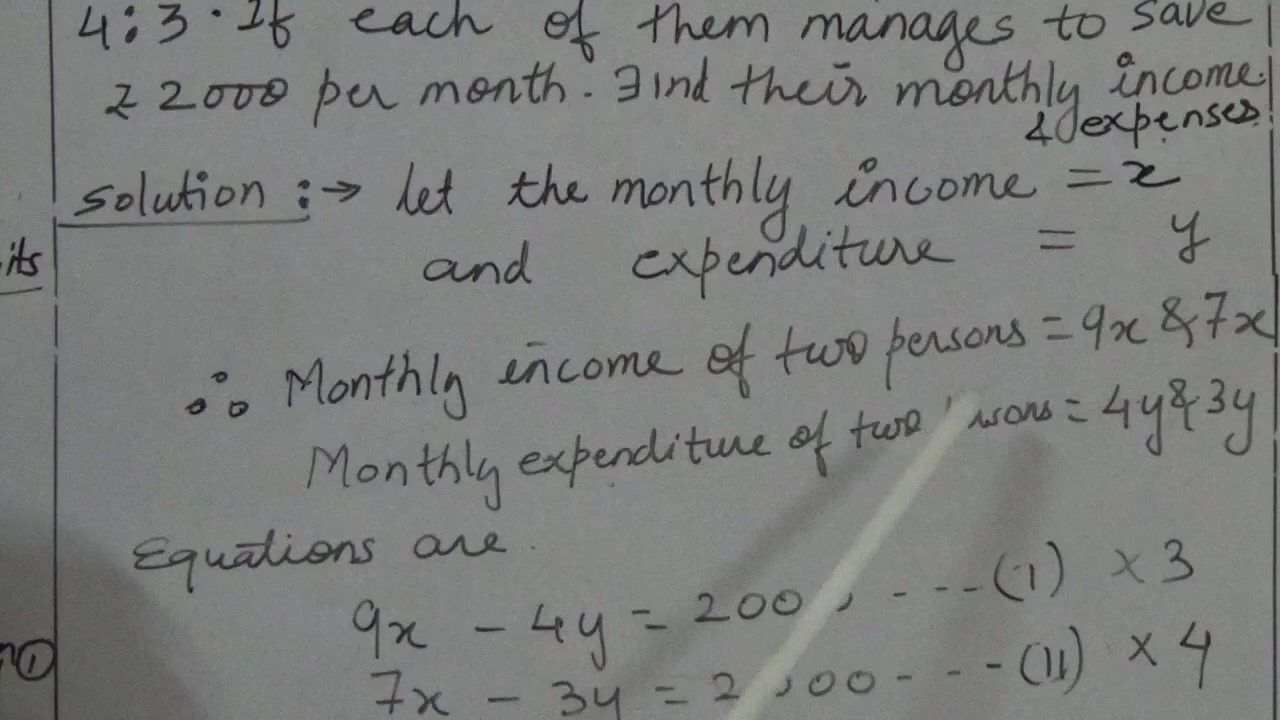 4:3. If each of them manages to save
₹ 2000 per month. Find their monthly income.
& expenses.
Solution :→ let the monthly income = x
and expenditure = y
its
∴ Monthly income of two persons = 9x & 7x
Monthly expenditure of two = 4y & 3y
Equations are.
9x - 4y = 200 ---(I) × 3
7x - 3y = 2 00 - - - (II) × 4